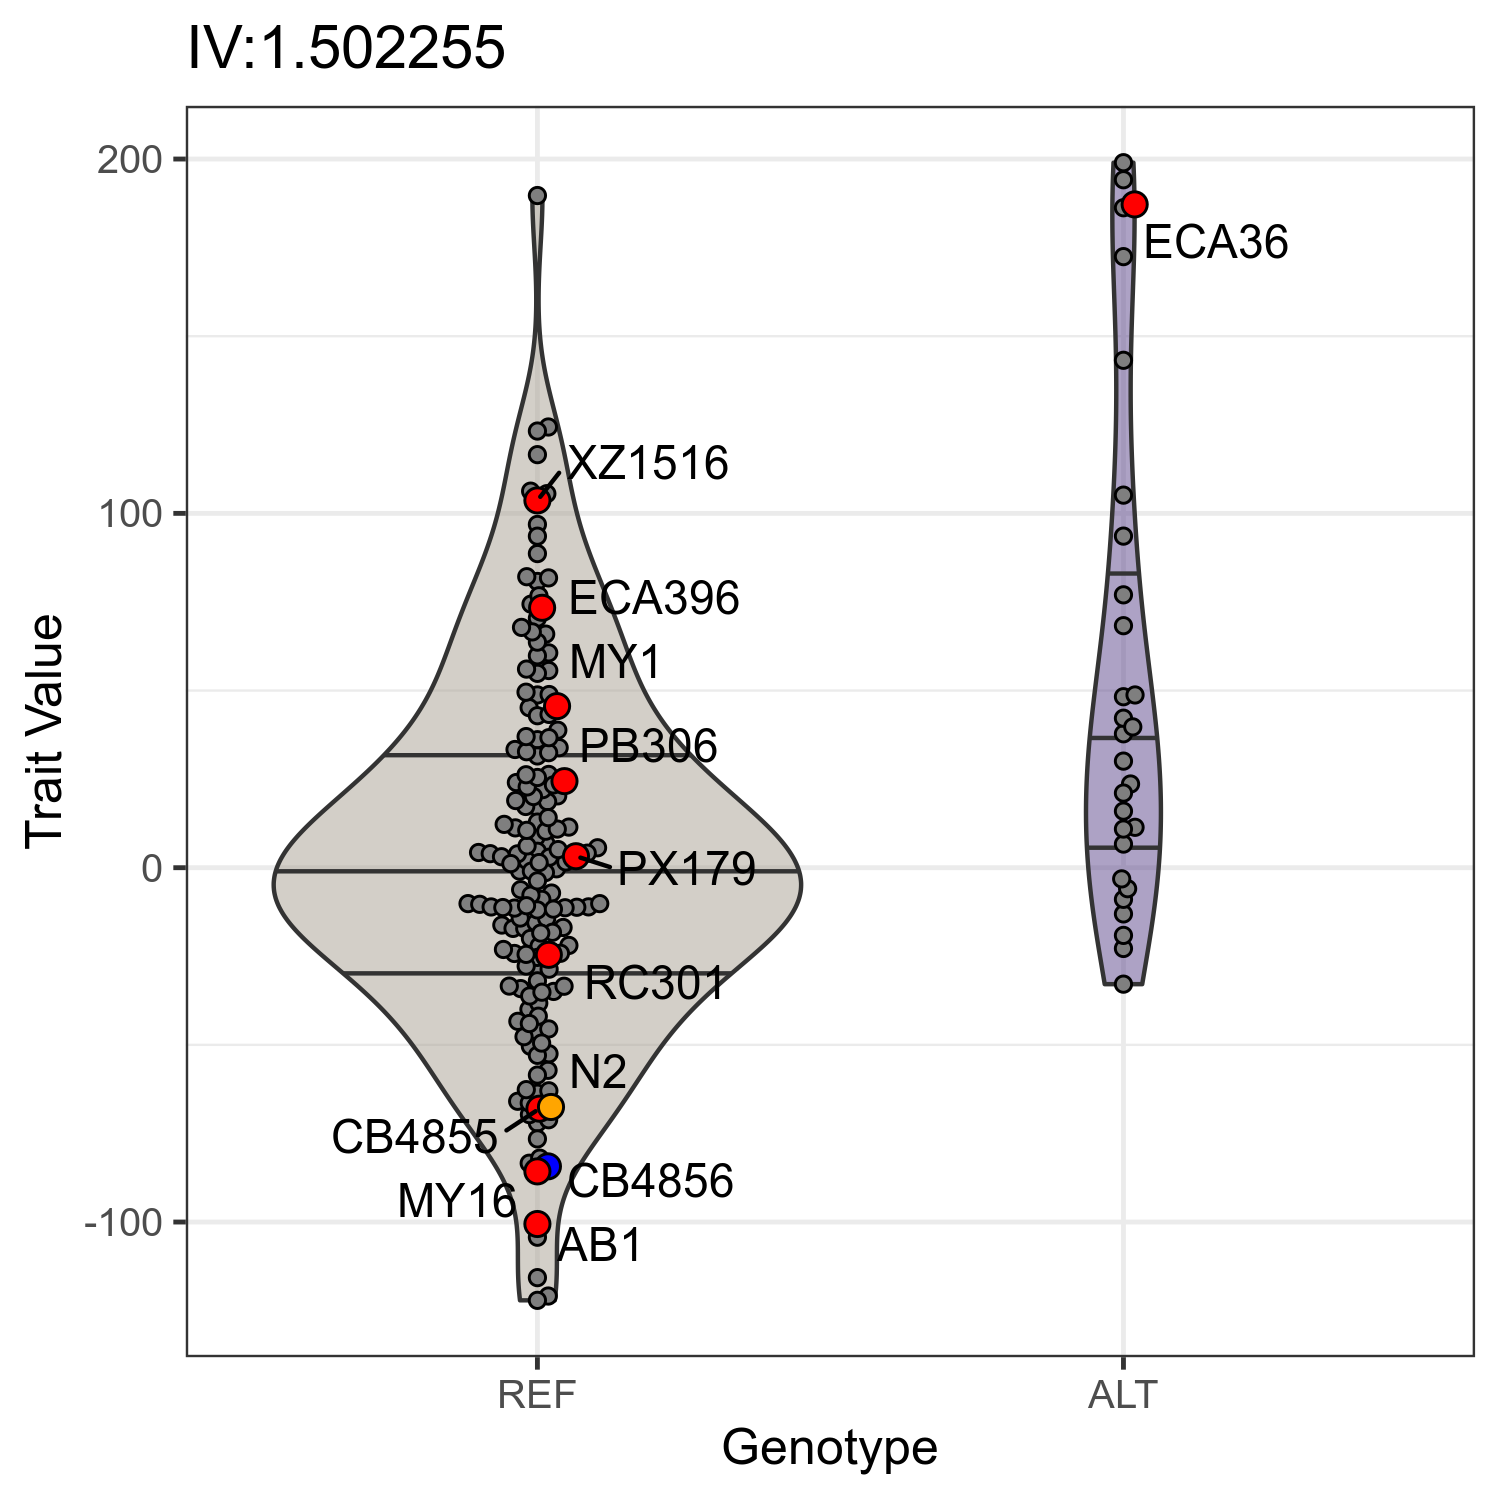 IV:1.502255
200
ECA36
XZ1516
100
ECA396
MY1
PB306
Trait Value
0
PX179
RC301
N2
CB4855
CB4856
MY16
-100
AB1
REF
ALT
Genotype